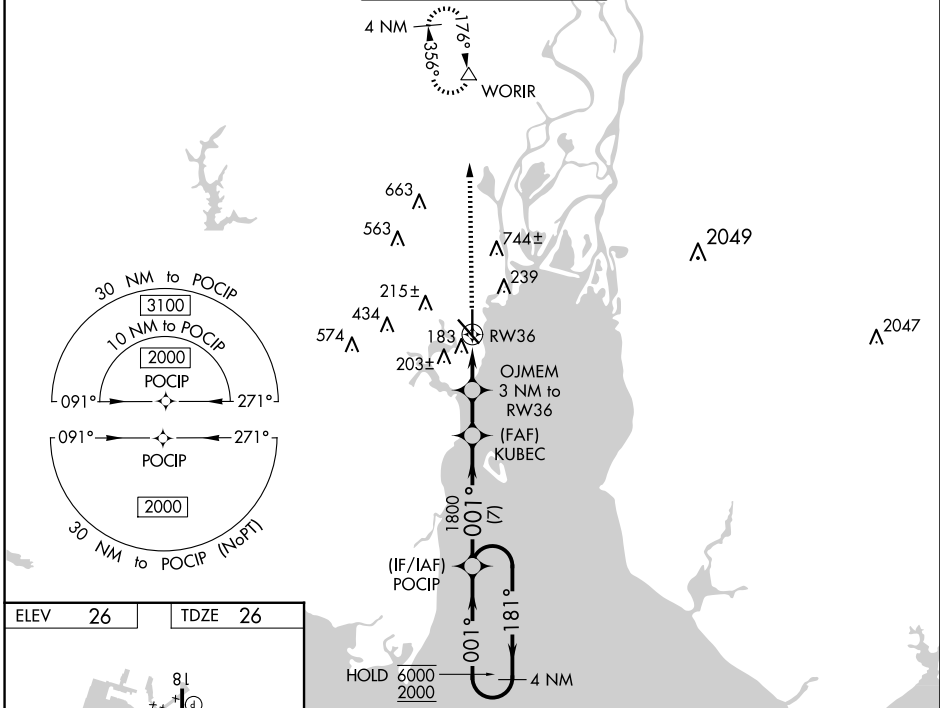 4 NM
176°
356°
WORIR
663
563
744±
239
2049
2047
215±
434
574
183
203±
RW36
OJMEM
3 NM to
RW36
(FAF)
KUBEC
1800
001°
(7)
(IF/IAF)
POCIP
001°
181°
HOLD 6000
2000
4 NM
30 NM to POCIP
3100
10 NM to POCIP
2000
POCIP
091°
271°
091°
271°
POCIP
2000
30 NM to POCIP (NoPT)
ELEV 26
TDZE 26
18
P